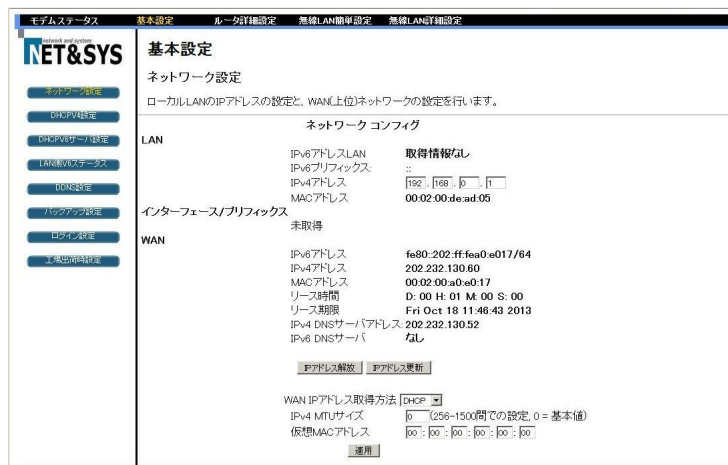 モデムステータス 基本設定 ルータ詳細設定 無線LAN簡単設定 無線LAN詳細設定
network and system
NET&SYS
ネットワーク設定
DHCPV4設定
DHCPV6サーバ設定
LAN側V6ステータス
DDNS設定
バックアップ設定
ログイン設定
工場出荷時設定
基本設定
ネットワーク設定
ローカルLANのIPアドレスの設定と、WAN(上位)ネットワークの設定を行います。
ネットワーク コンフィグ
LAN
IPv6アドレスLAN 取得情報なし
IPv6プリフィックス: ::
IPv4アドレス 192 . 168 . 0 . 1
MACアドレス 00:02:00:de:ad:05
インターフェース/プリフィックス
未取得
WAN
IPv6アドレス fe80::202:ff:fea0:e017/64
IPv4アドレス 202.232.130.60
MACアドレス 00:02:00:a0:e0:17
リース時間 D: 00 H: 01 M: 00 S: 00
リース期限 Fri Oct 18 11:46:43 2013
IPv4 DNSサーバアドレス: 202.232.130.52
IPv6 DNSサーバ なし
IPアドレス解放 IPアドレス更新
WAN IPアドレス取得方法 DHCP
IPv4 MTUサイズ 0 (256-1500間での設定, 0 = 基本値)
仮想MACアドレス 00 : 00 : 00 : 00 : 00 : 00
適用